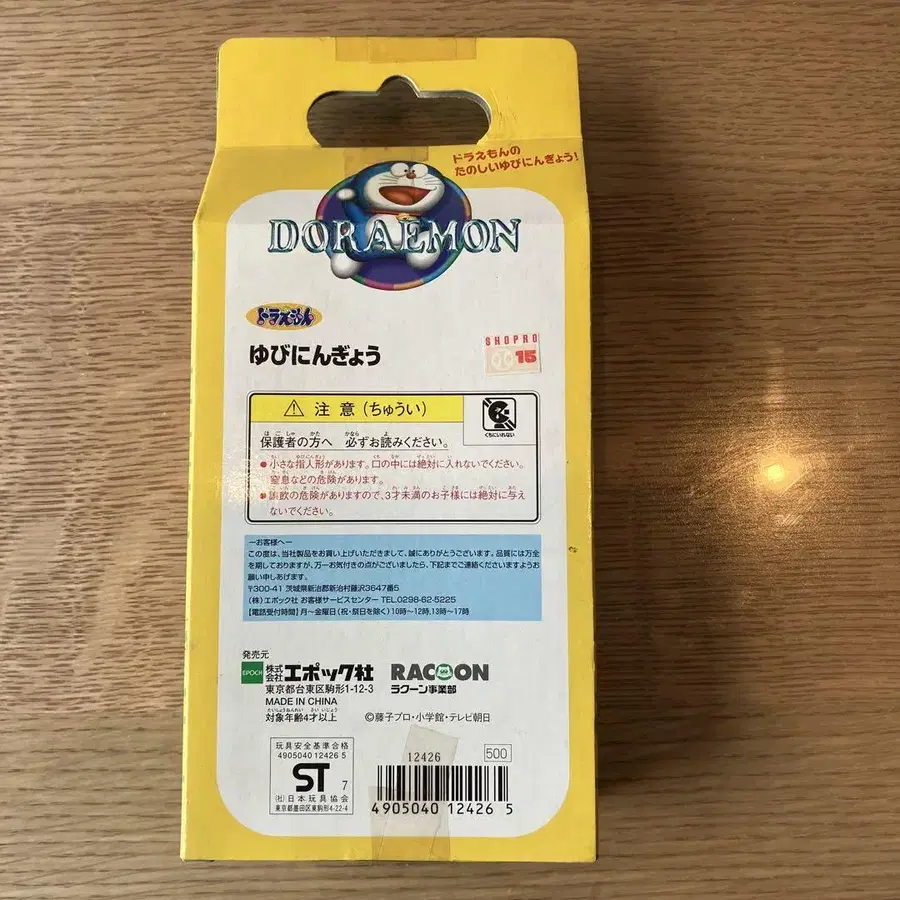 ドラえもんの
たのしいゆびにんぎょう!
DORAEMON
ドラえもん
SHOPRO
15
ゆびにんぎょう
注意(ちゅうい)
くちにいれない
保護者の方へ 必ずお読みください。
●小さな指人形があります。口の中には絶対に入れないでください。
窒息などの危険があります。
●誤飲の危険がありますので、3才未満のお子様には絶対に与え
ないでください。
―お客様へ―
この度は、当社製品をお買い上げいただきまして、誠にありがとうございます。品質には万全
を期しておりますが、万一お気付きの点がございましたら、下記までご連絡くださいますようお
願い申しあげます。
〒300-41 茨城県新治郡新治村藤沢3647番5
(株)エポック社 お客様サービスセンター TEL.0298-62-5225
【電話受付時間】月〜金曜日(祝・祭日を除く)10時〜12時、13時〜17時
発売元
EPOCH 株式会社エポック社
東京都台東区駒形1-12-3
MADE IN CHINA
対象年齢4才以上
RACOON
ラクーン事業部
©藤子プロ・小学館・テレビ朝日
玩具安全基準合格
4905040 12426 5
ST 7
(社)日本玩具協会
東京都墨田区東駒形4-22-4
12426
500
4905040 12426 5